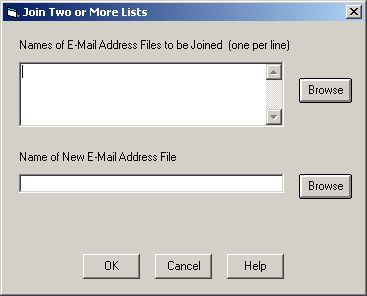 Join Two or More Lists
Names of E-Mail Address Files to be Joined (one per line)
Browse
Name of New E-Mail Address File
Browse
OK Cancel Help